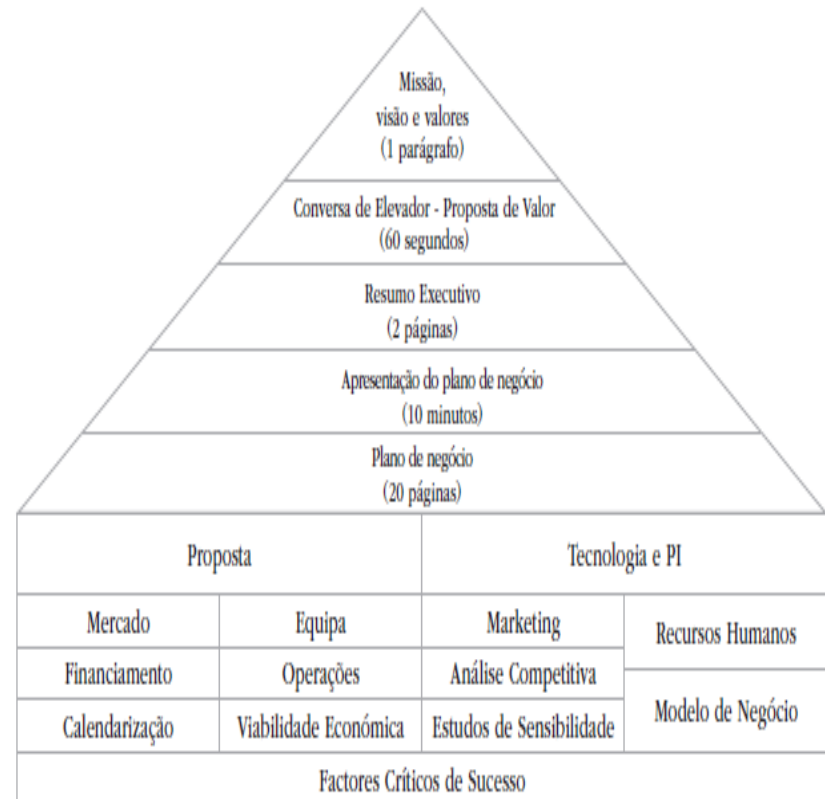 Missão,
visão e valores
(1 parágrafo)
Conversa de Elevador - Proposta de Valor
(60 segundos)
Resumo Executivo
(2 páginas)
Apresentação do plano de negócio
(10 minutos)
Plano de negócio
(20 páginas)
Proposta
Tecnologia e PI
Mercado
Equipa
Marketing
Recursos Humanos
Financiamento
Operações
Análise Competitiva
Modelo de Negócio
Calendarização
Viabilidade Económica
Estudos de Sensibilidade
Factores Críticos de Sucesso